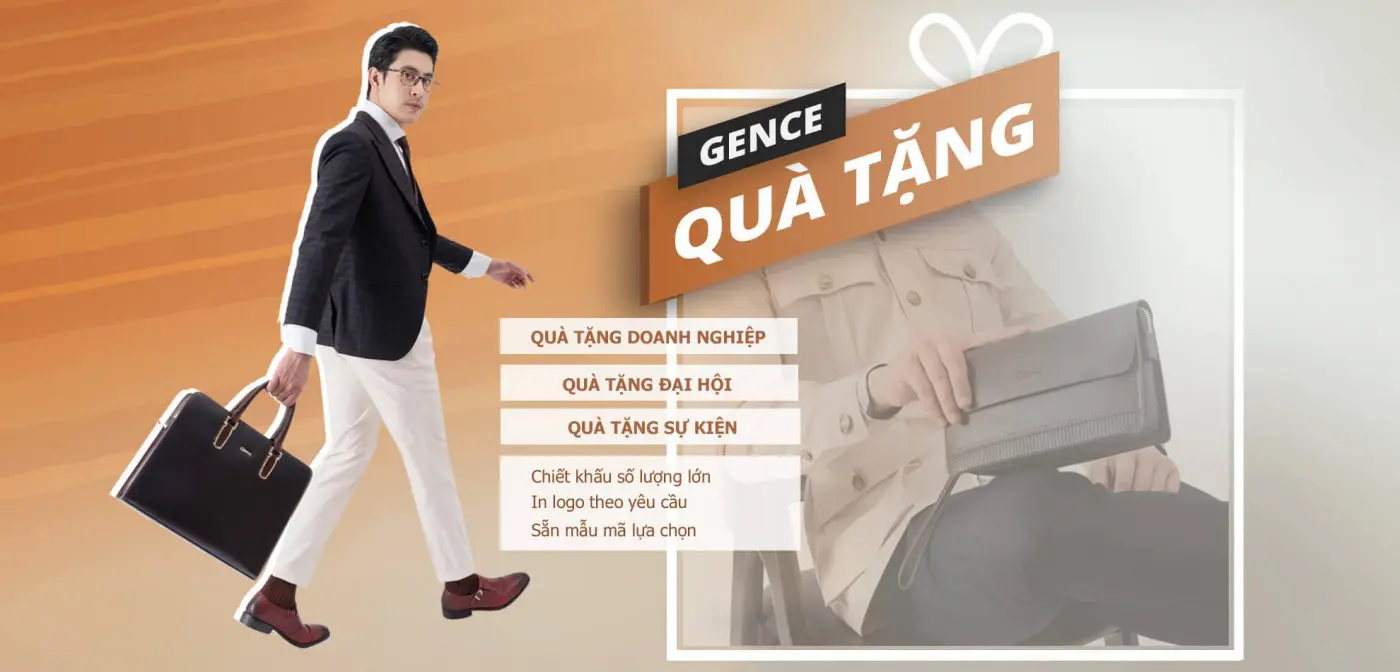 GENCE
QUÀ TẶNG
QUÀ TẶNG DOANH NGHIỆP
QUÀ TẶNG ĐẠI HỘI
QUÀ TẶNG SỰ KIỆN
Chiết khấu số lượng lớn
In logo theo yêu cầu
Sẵn mẫu mã lựa chọn